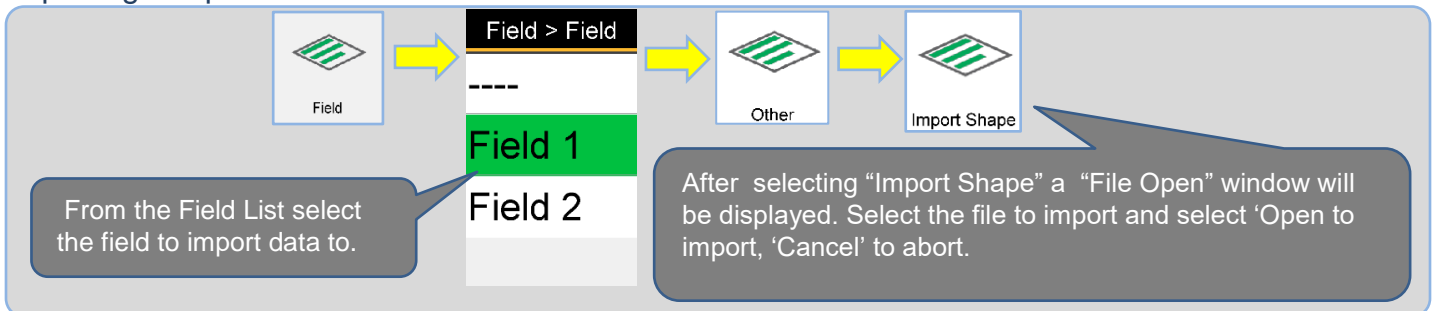 Field
Field > Field
----
Field 1
Field 2
Other
Import Shape
From the Field List select
the field to import data to.
After selecting “Import Shape” a “File Open” window will
be displayed. Select the file to import and select ‘Open to
import, ‘Cancel’ to abort.